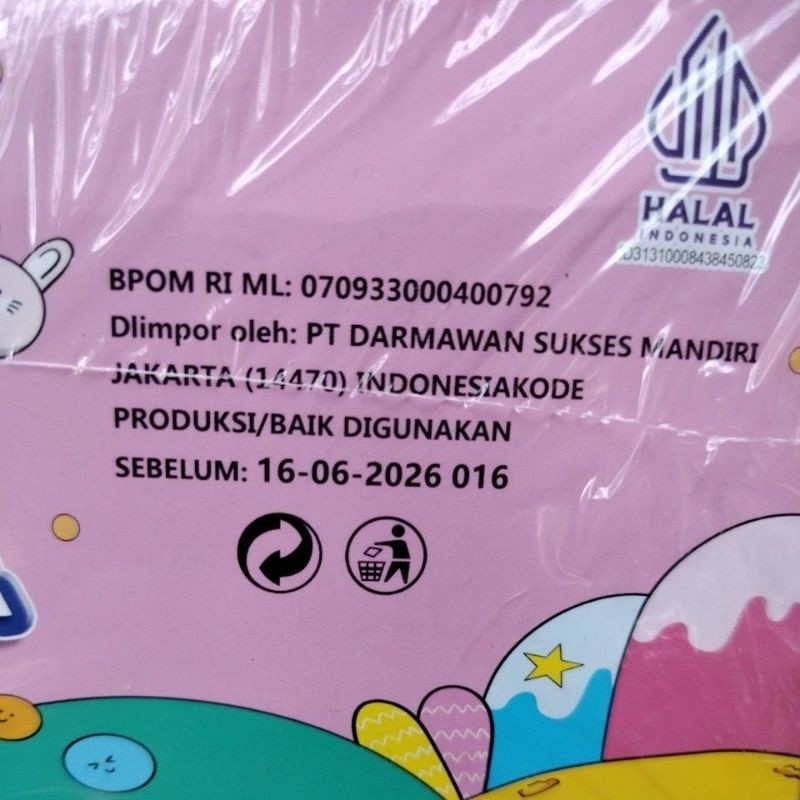 HALAL
INDONESIA
ID31310008438450823
BPOM RI ML: 070933000400792
Dlimpor oleh: PT DARMAWAN SUKSES MANDIRI
JAKARTA (14470) INDONESIAKODE
PRODUKSI/BAIK DIGUNAKAN
SEBELUM: 16-06-2026 016